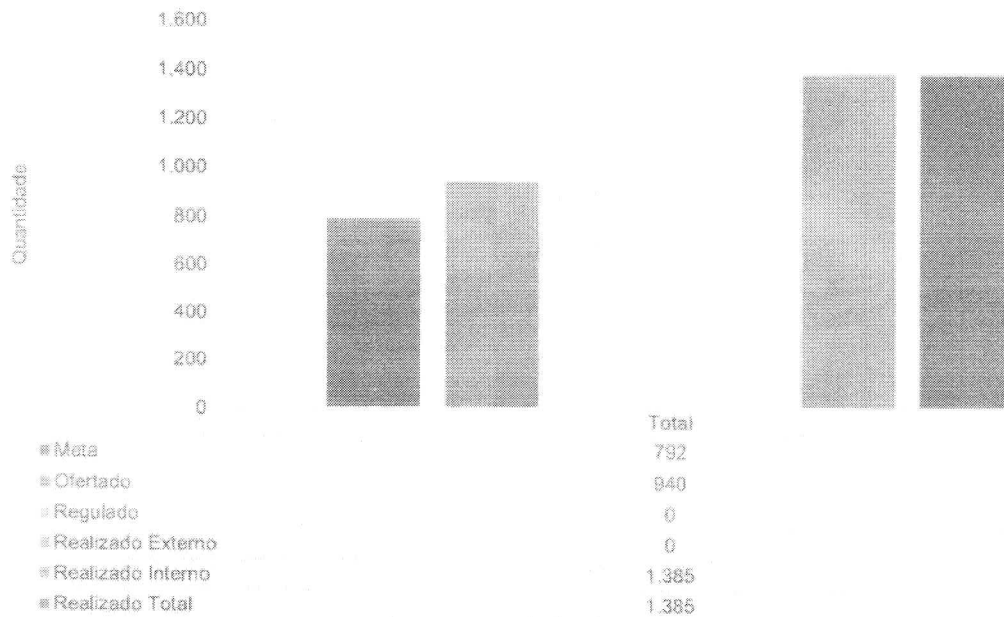 Quantidade
1.600
1.400
1.200
1.000
800
600
400
200
0
Total
Meta 792
Ofertado 940
Regulado 0
Realizado Externo 0
Realizado Interno 1.385
Realizado Total 1.385